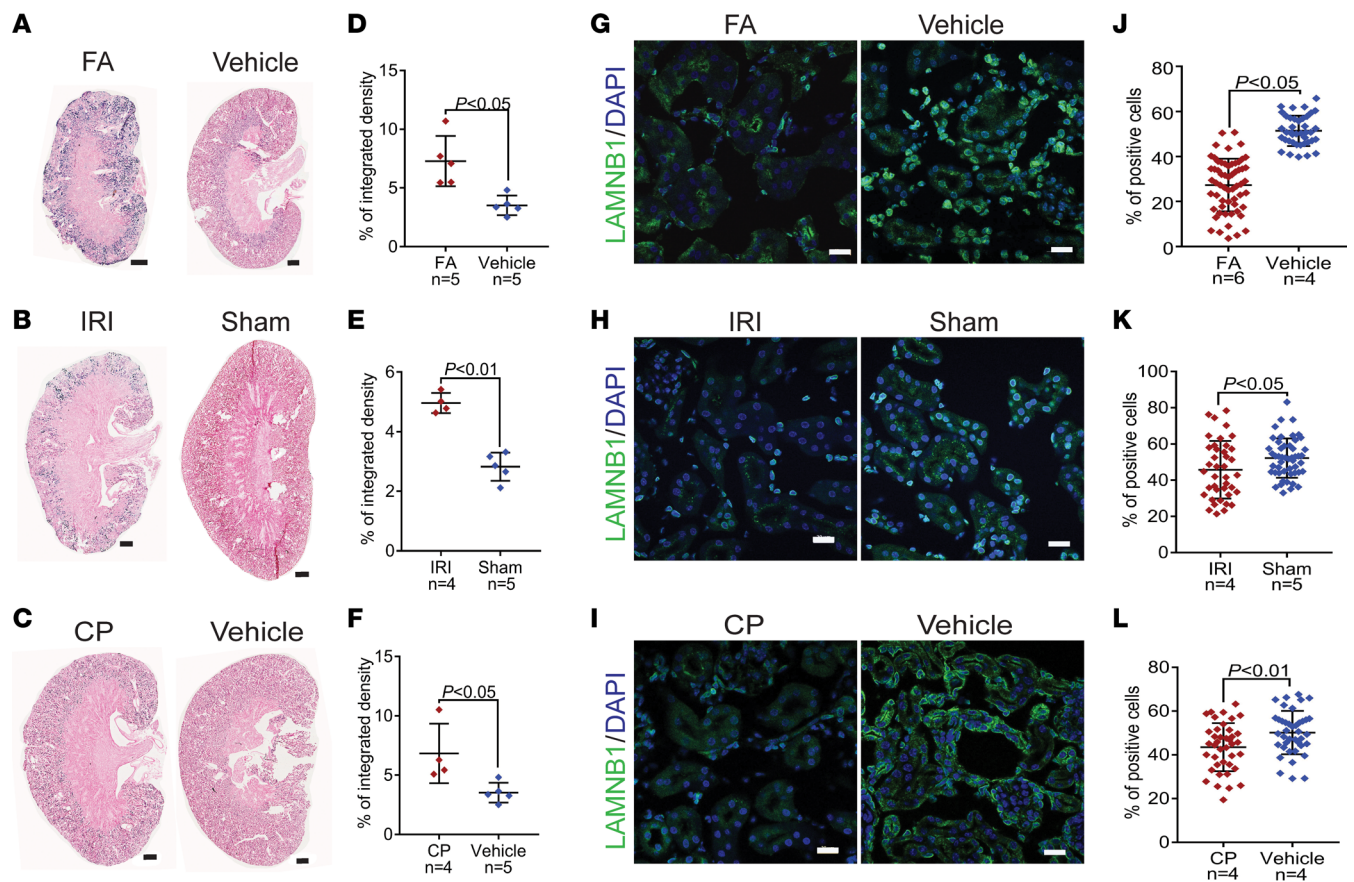 A
FA
Vehicle
D
% of integrated density
15
10
5
0
P<0.05
FA
n=5
Vehicle
n=5
G
FA
Vehicle
LAMNB1/DAPI
J
% of positive cells
80
60
40
20
0
P<0.05
FA
n=6
Vehicle
n=4
B
IRI
Sham
E
% of integrated density
6
4
2
0
P<0.01
IRI
n=4
Sham
n=5
H
IRI
Sham
LAMNB1/DAPI
K
% of positive cells
100
80
60
40
20
0
P<0.05
IRI
n=4
Sham
n=5
C
CP
Vehicle
F
% of integrated density
15
10
5
0
P<0.05
CP
n=4
Vehicle
n=5
I
CP
Vehicle
LAMNB1/DAPI
L
% of positive cells
80
60
40
20
0
P<0.01
CP
n=4
Vehicle
n=4